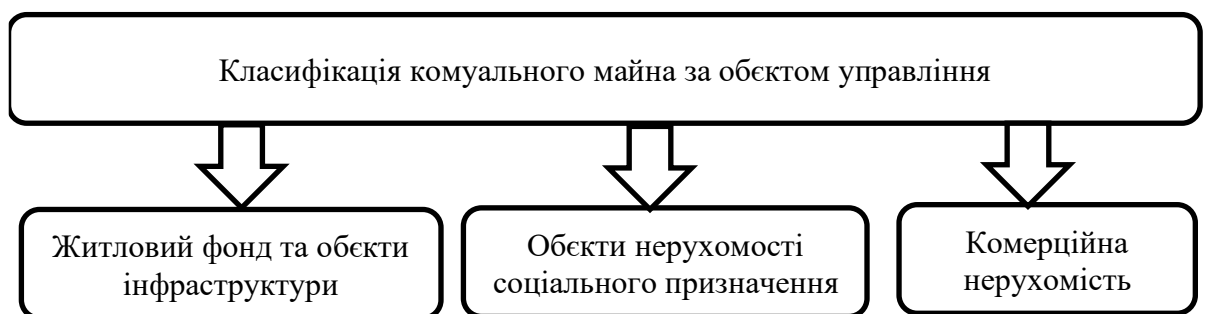 Класифікація комуального майна за обєктом управління
Житловий фонд та обєкти
інфраструктури
Обєкти нерухомості
соціального призначення
Комерційна
нерухомість